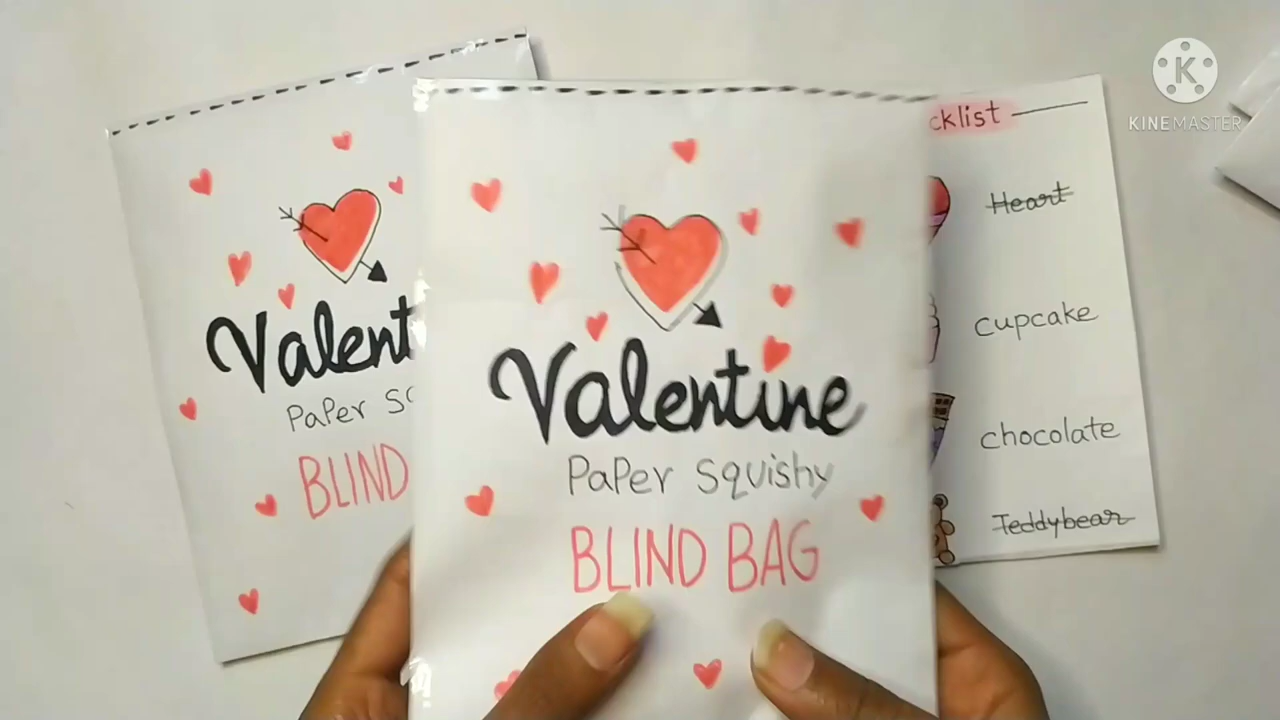 Valent
Paper Sq
BLIND
Valentine
Paper Squishy
BLIND BAG
cklist
Heart
cupcake
chocolate
Teddybear
KINEMASTER